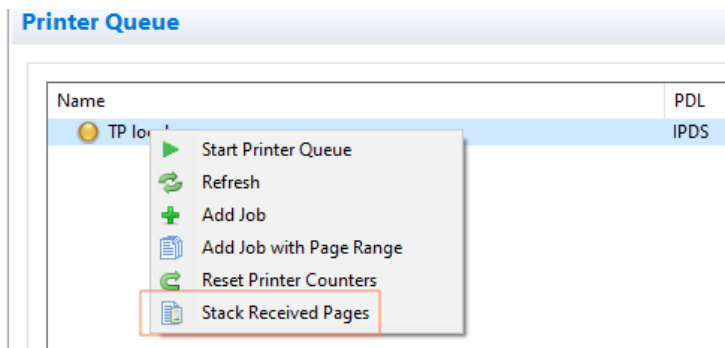 Printer Queue
Name PDL
TP IPDS
Start Printer Queue
Refresh
Add Job
Add Job with Page Range
Reset Printer Counters
Stack Received Pages